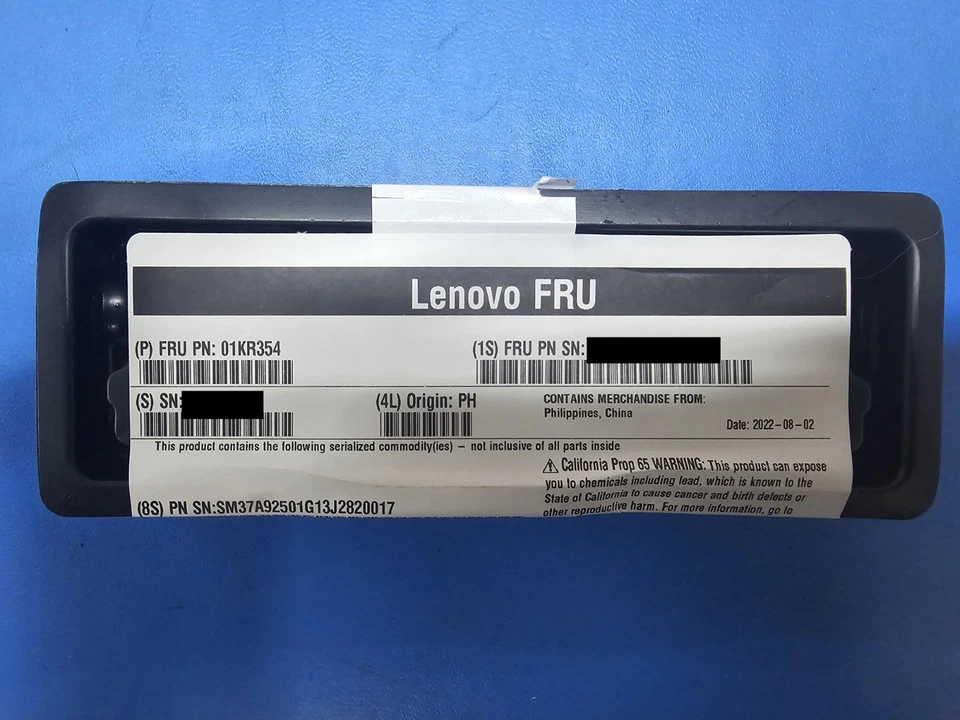 Lenovo FRU
(P) FRU PN: 01KR354
(1S) FRU PN SN:
(S) SN:
(4L) Origin: PH
CONTAINS MERCHANDISE FROM:
Philippines, China
Date: 2022-08-02
This product contains the following serialized commodity(ies) – not inclusive of all parts inside
(8S) PN SN:SM37A92501G13J2820017
⚠ California Prop 65 WARNING: This product can expose
you to chemicals including lead, which is known to the
State of California to cause cancer and birth defects or
other reproductive harm. For more information, go to